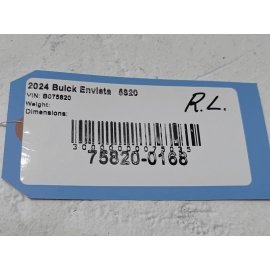 2024 Buick Envista 6820
VIN: B075820
Weight:
Dimensions:
R.L.
75820-0168